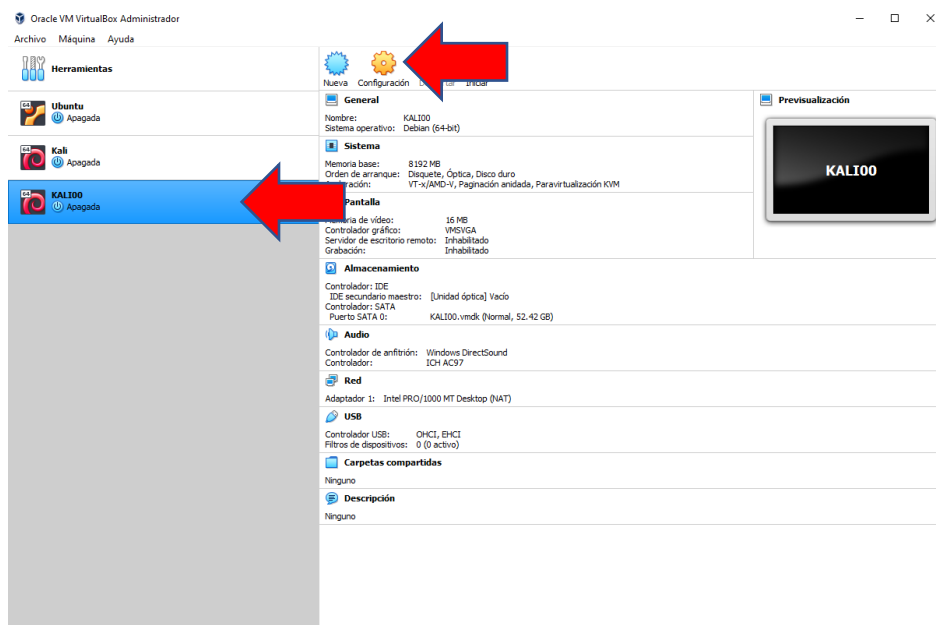 Oracle VM VirtualBox Administrador
Archivo Máquina Ayuda
Herramientas
64
Ubuntu
Apagada
64
Kali
Apagada
64
KALI00
Apagada
Nueva Configuración Iniciar
General
Nombre: KALI00
Sistema operativo: Debian (64-bit)
Sistema
Memoria base: 8192 MB
Orden de arranque: Disquete, Óptica, Disco duro
VT-x/AMD-V, Paginación anidada, Paravirtualización KVM
Pantalla
de vídeo: 16 MB
Controlador gráfico: VMSVGA
Servidor de escritorio remoto: Inhabilitado
Grabación: Inhabilitado
Almacenamiento
Controlador: IDE
IDE secundario maestro: [Unidad óptica] Vacío
Controlador: SATA
Puerto SATA 0: KALI00.vmdk (Normal, 52.42 GB)
Audio
Controlador de anfitrión: Windows DirectSound
Controlador: ICH AC97
Red
Adaptador 1: Intel PRO/1000 MT Desktop (NAT)
USB
Controlador USB: OHCI, EHCI
Filtros de dispositivos: 0 (0 activo)
Carpetas compartidas
Ninguno
Descripción
Ninguno
Previsualización
KALI00